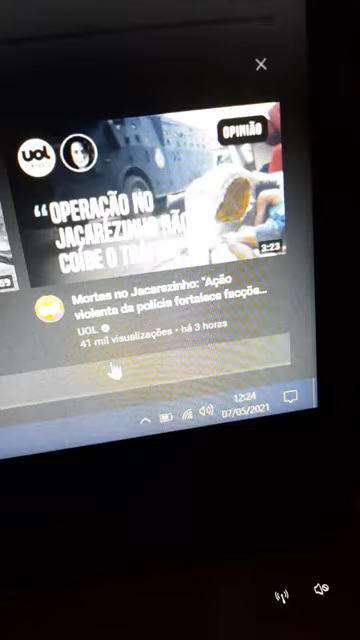 uol
OPINIÃO
“OPERAÇÃO NO
JACAREZINHO NÃO
COÍBE O
3:23
Mortes no Jacarezinho: "Ação
violenta da polícia fortalece facçõe...
UOL
41 mil visualizações • há 3 horas
12:24
07/05/2021